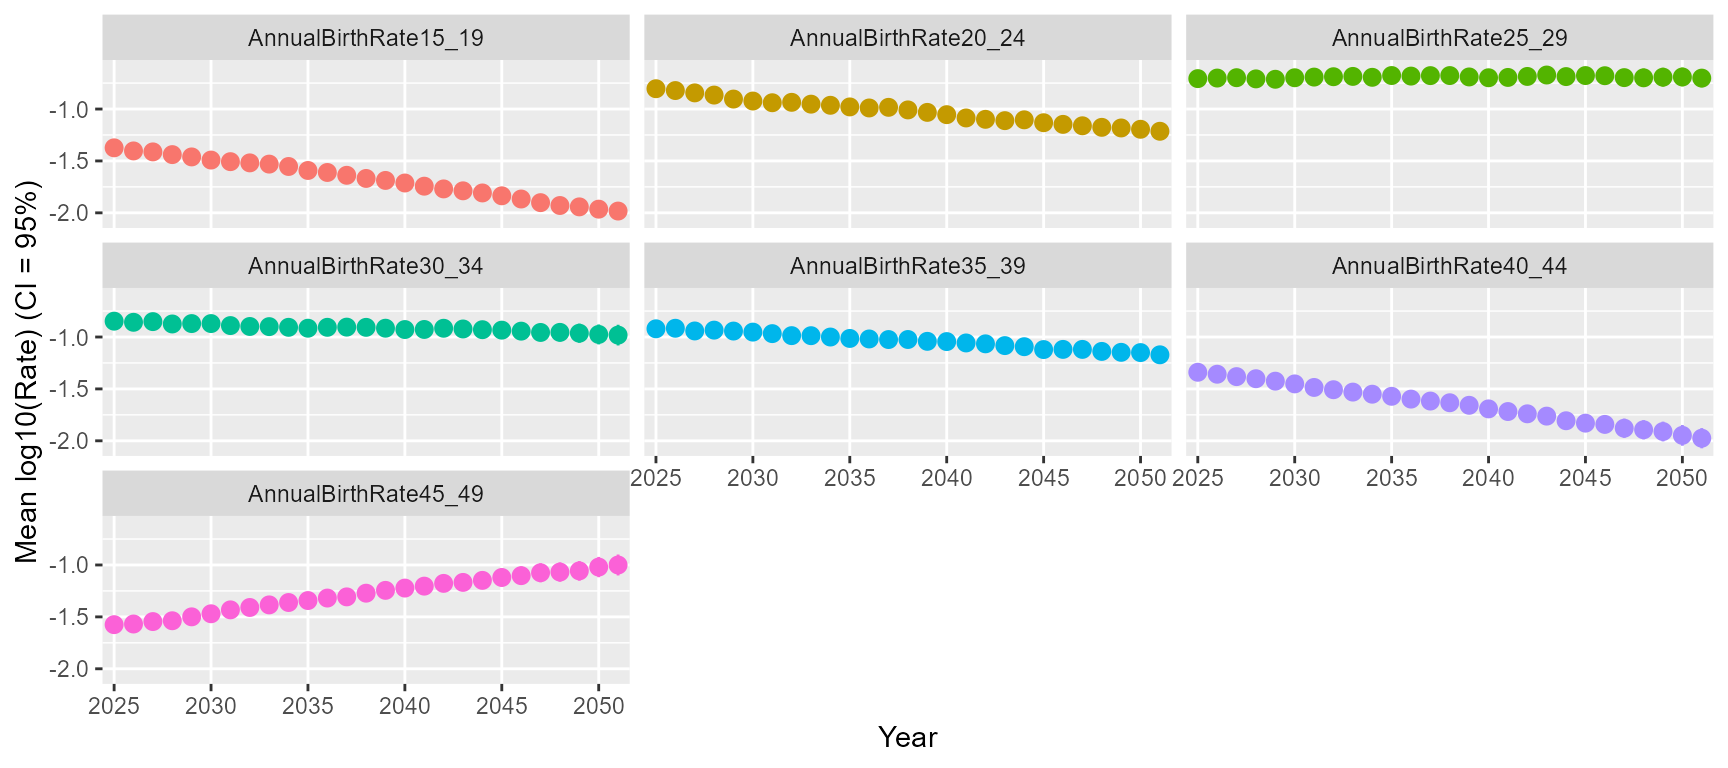 AnnualBirthRate15_19
AnnualBirthRate20_24
AnnualBirthRate25_29
-1.0
-1.5
-2.0
AnnualBirthRate30_34
AnnualBirthRate35_39
AnnualBirthRate40_44
-1.0
-1.5
-2.0
2025 2030 2035 2040 2045 2050
2025 2030 2035 2040 2045 2050
AnnualBirthRate45_49
-1.0
-1.5
-2.0
2025 2030 2035 2040 2045 2050
Mean log10(Rate) (CI = 95%)
Year